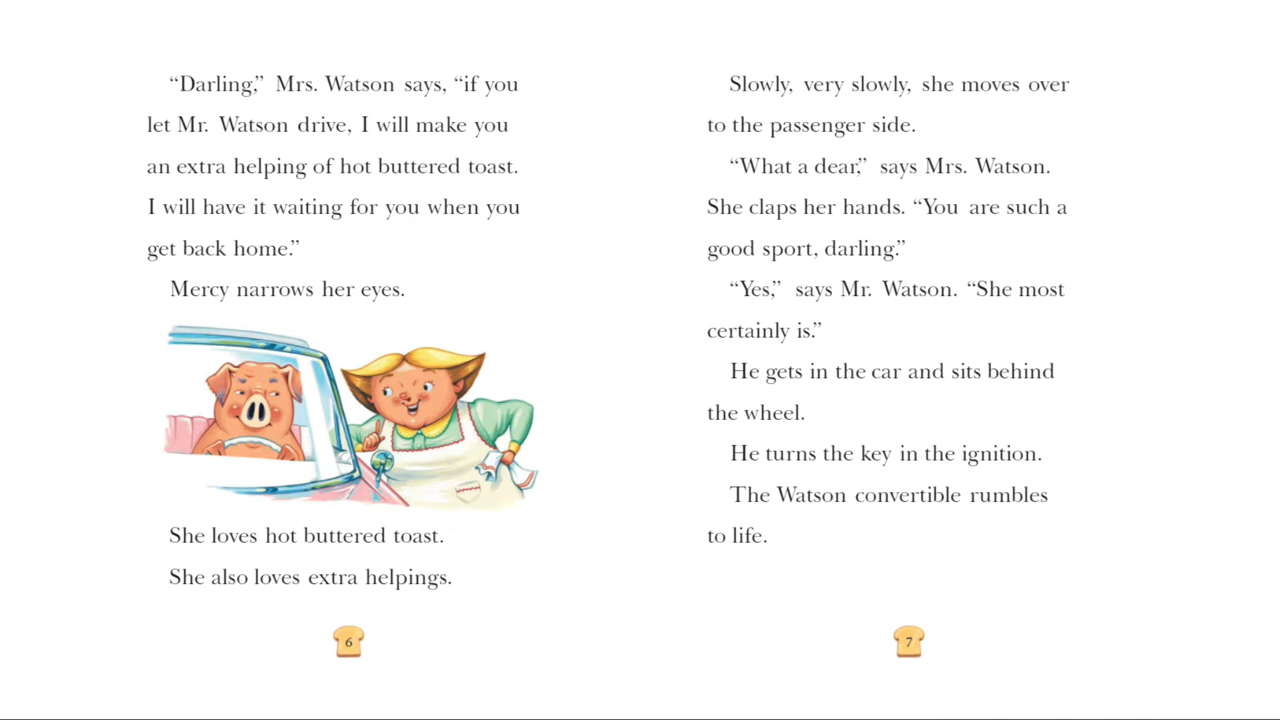 “Darling,” Mrs. Watson says, “if you
let Mr. Watson drive, I will make you
an extra helping of hot buttered toast.
I will have it waiting for you when you
get back home.”
Mercy narrows her eyes.
She loves hot buttered toast.
She also loves extra helpings.
6
Slowly, very slowly, she moves over
to the passenger side.
“What a dear,” says Mrs. Watson.
She claps her hands. “You are such a
good sport, darling.”
“Yes,” says Mr. Watson. “She most
certainly is.”
He gets in the car and sits behind
the wheel.
He turns the key in the ignition.
The Watson convertible rumbles
to life.
7